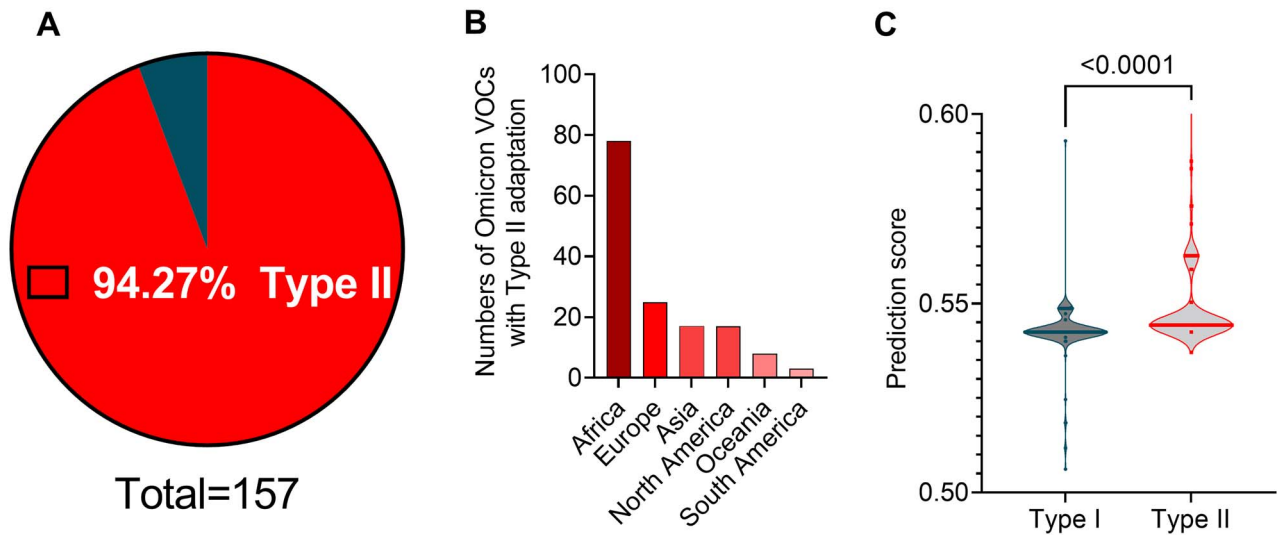 A
94.27% Type II
Total=157
B
Numbers of Omicron VOCs
with Type II adaptation
100
80
60
40
20
0
Africa
Europe
Asia
North America
Oceania
South America
C
<0.0001
Prediction score
0.60
0.55
0.50
Type I
Type II